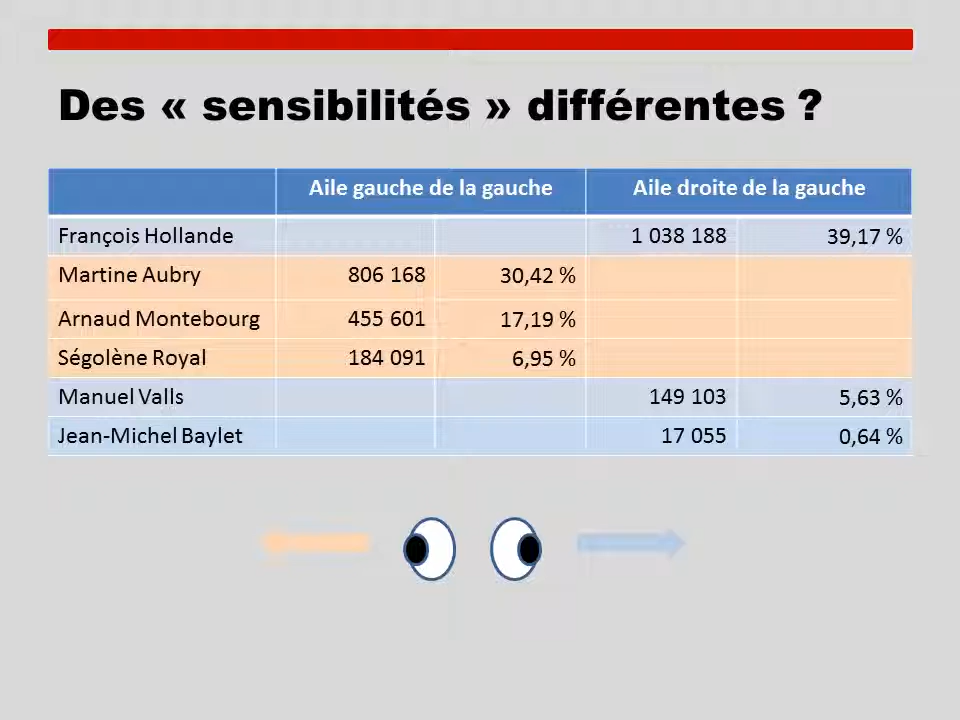 Des « sensibilités » différentes ?
Aile gauche de la gauche Aile droite de la gauche
François Hollande 1 038 188 39,17 %
Martine Aubry 806 168 30,42 %
Arnaud Montebourg 455 601 17,19 %
Ségolène Royal 184 091 6,95 %
Manuel Valls 149 103 5,63 %
Jean-Michel Baylet 17 055 0,64 %